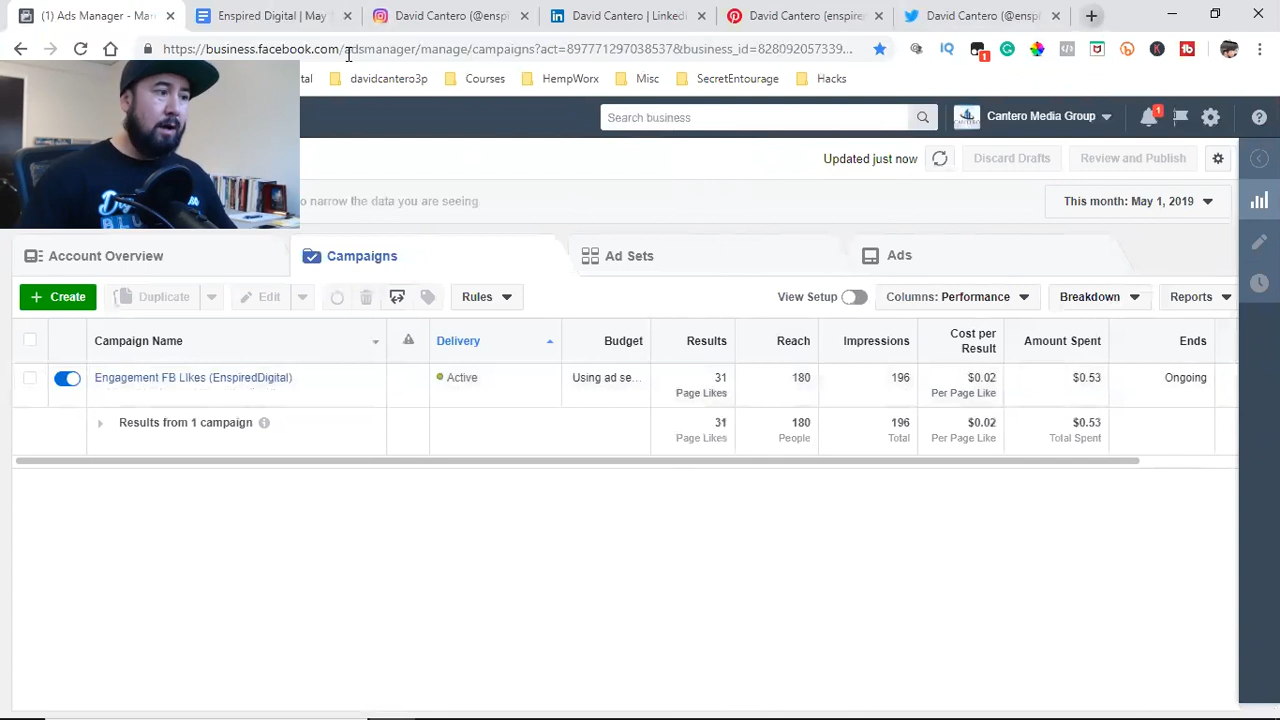 (1) Ads Manager -
Enspired Digital | May
David Cantero (@ensp
David Cantero | Linked
David Cantero (enspire
David Cantero (@ensp
https://business.facebook.com/adsmanager/manage/campaigns?act=897771297038537&business_id=828092057339...
IQ
1
K
davidcantero3p
Courses
HempWorx
Misc
SecretEntourage
Hacks
Search business
Cantero Media Group
1
Updated just now
Discard Drafts
Review and Publish
to narrow the data you are seeing
This month: May 1, 2019
Account Overview
Campaigns
Ad Sets
Ads
+ Create
Duplicate
Edit
Rules
View Setup
Columns: Performance
Breakdown
Reports
Campaign Name
Delivery
Budget
Results
Reach
Impressions
Cost per
Result
Amount Spent
Ends
Engagement FB LIkes (EnspiredDigital)
Active
Using ad se...
31
Page Likes
180
196
$0.02
Per Page Like
$0.53
Ongoing
Results from 1 campaign
31
Page Likes
180
People
196
Total
$0.02
Per Page Like
$0.53
Total Spent